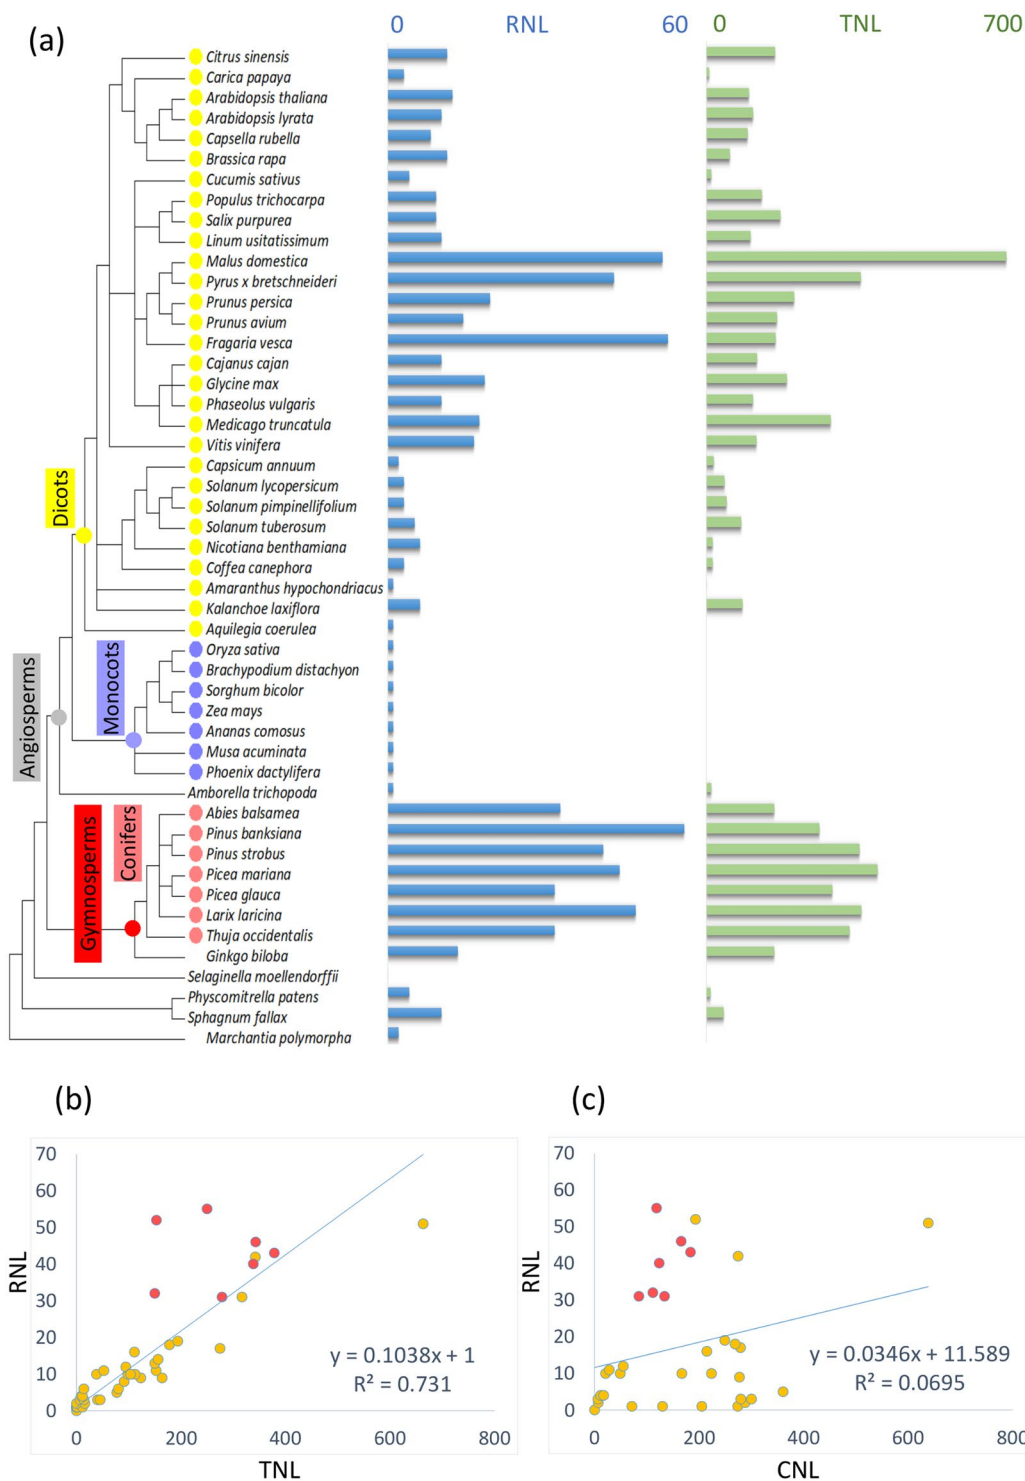 (a)
0 RNL 60 0 TNL 700
Citrus sinensis
Carica papaya
Arabidopsis thaliana
Arabidopsis lyrata
Capsella rubella
Brassica rapa
Cucumis sativus
Populus trichocarpa
Salix purpurea
Linum usitatissimum
Malus domestica
Pyrus x bretschneideri
Prunus persica
Prunus avium
Fragaria vesca
Cajanus cajan
Glycine max
Phaseolus vulgaris
Medicago truncatula
Vitis vinifera
Capsicum annuum
Solanum lycopersicum
Solanum pimpinellifolium
Solanum tuberosum
Nicotiana benthamiana
Coffea canephora
Amaranthus hypochondriacus
Kalanchoe laxiflora
Aquilegia coerulea
Oryza sativa
Brachypodium distachyon
Sorghum bicolor
Zea mays
Ananas comosus
Musa acuminata
Phoenix dactylifera
Amborella trichopoda
Abies balsamea
Pinus banksiana
Pinus strobus
Picea mariana
Picea glauca
Larix laricina
Thuja occidentalis
Ginkgo biloba
Selaginella moellendorffii
Physcomitrella patens
Sphagnum fallax
Marchantia polymorpha
Dicots
Monocots
Angiosperms
Conifers
Gymnosperms
(b)
70
60
50
40
30
20
10
0
RNL
y = 0.1038x + 1
R² = 0.731
0 200 400 600 800
TNL
(c)
70
60
50
40
30
20
10
0
RNL
y = 0.0346x + 11.589
R² = 0.0695
0 200 400 600 800
CNL